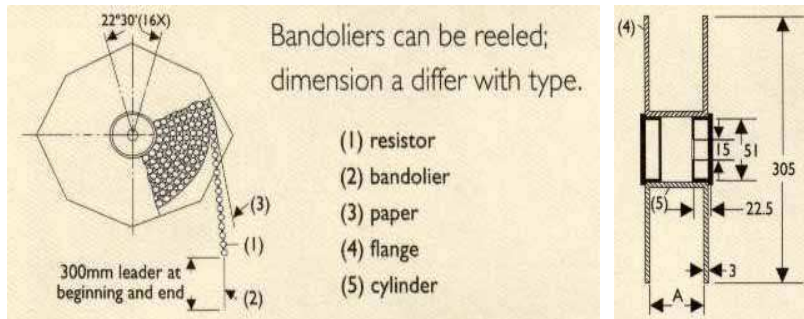 22°30'(16X)
Bandoliers can be reeled;
dimension a differ with type.
(1) resistor
(2) bandolier
(3) paper
(4) flange
(5) cylinder
(3)
(1)
(2)
300mm leader at
beginning and end
(4)
15
51
305
(5)
22.5
3
A